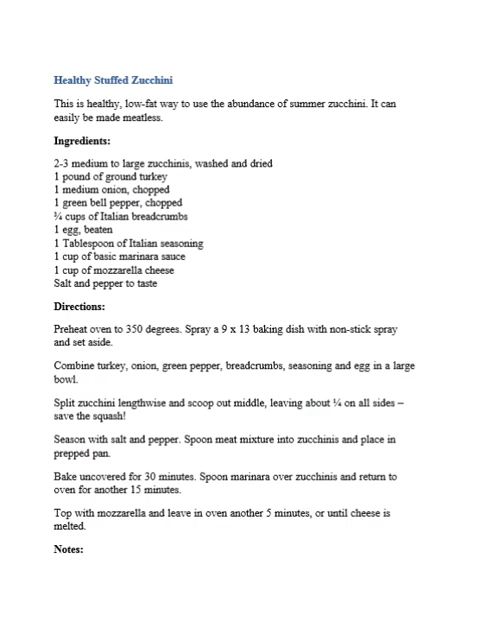 Healthy Stuffed Zucchini
This is healthy, low-fat way to use the abundance of summer zucchini. It can
easily be made meatless.
Ingredients:
2-3 medium to large zucchinis, washed and dried
1 pound of ground turkey
1 medium onion, chopped
1 green bell pepper, chopped
¾ cups of Italian breadcrumbs
1 egg, beaten
1 Tablespoon of Italian seasoning
1 cup of basic marinara sauce
1 cup of mozzarella cheese
Salt and pepper to taste
Directions:
Preheat oven to 350 degrees. Spray a 9 x 13 baking dish with non-stick spray
and set aside.
Combine turkey, onion, green pepper, breadcrumbs, seasoning and egg in a large
bowl.
Split zucchini lengthwise and scoop out middle, leaving about ¼ on all sides –
save the squash!
Season with salt and pepper. Spoon meat mixture into zucchinis and place in
prepped pan.
Bake uncovered for 30 minutes. Spoon marinara over zucchinis and return to
oven for another 15 minutes.
Top with mozzarella and leave in oven another 5 minutes, or until cheese is
melted.
Notes: